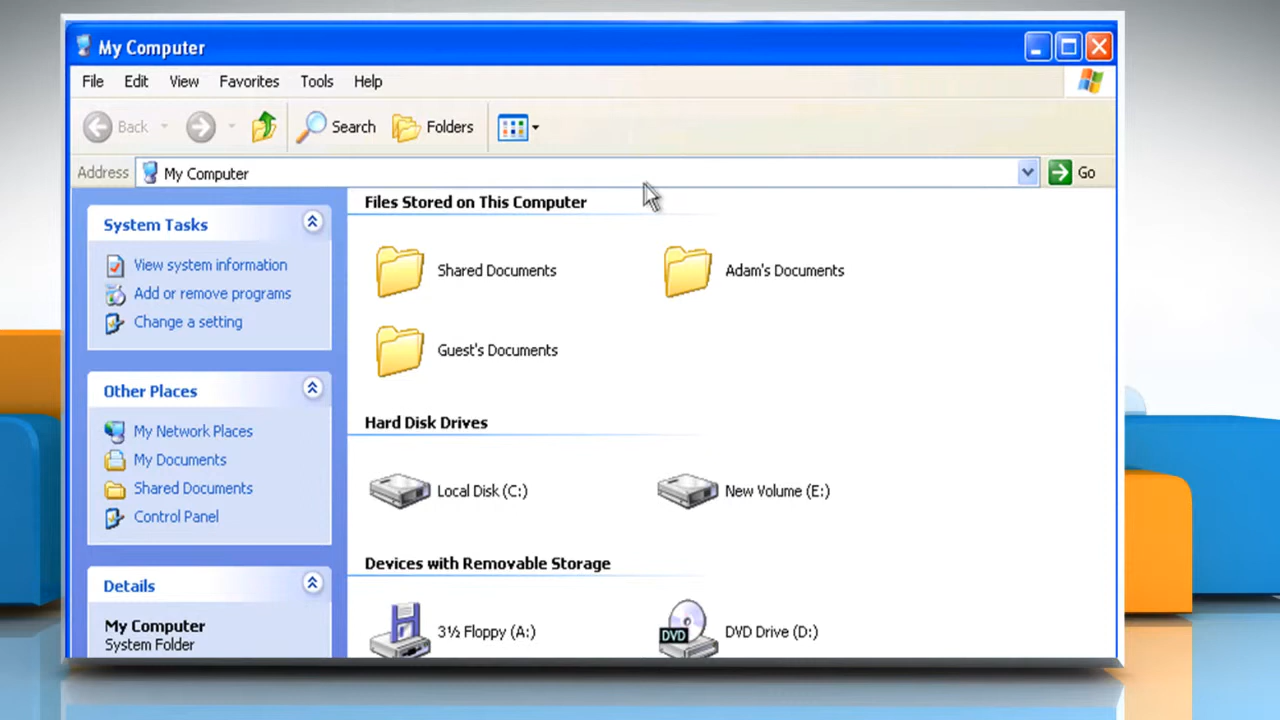 My Computer
File Edit View Favorites Tools Help
Back Search Folders
Address My Computer Go
System Tasks
View system information
Add or remove programs
Change a setting
Other Places
My Network Places
My Documents
Shared Documents
Control Panel
Details
My Computer
System Folder
Files Stored on This Computer
Shared Documents Adam's Documents
Guest's Documents
Hard Disk Drives
Local Disk (C:) New Volume (E:)
Devices with Removable Storage
3½ Floppy (A:) DVD DVD Drive (D:)